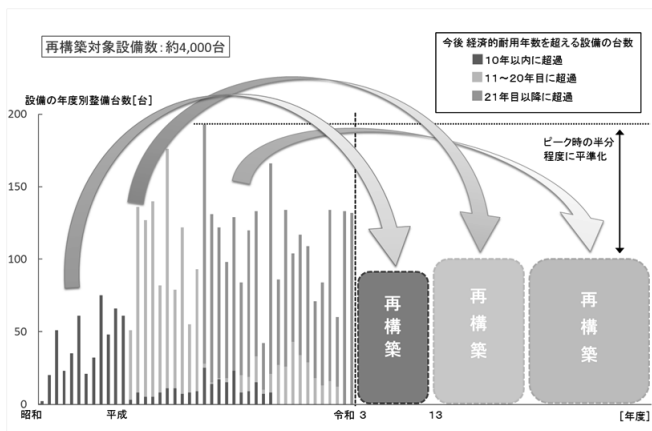 再構築対象設備数：約4,000台
今後 経済的耐用年数を超える設備の台数
10年以内に超過
11～20年目に超過
21年目以降に超過
設備の年度別整備台数[台]
200
150
100
50
0
ピーク時の半分
程度に平準化
再構築
再構築
再構築
昭和
平成
令和 3
13
[年度]